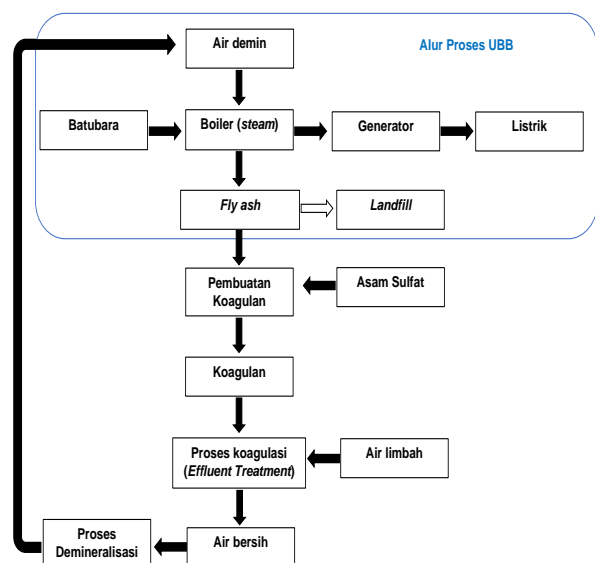 Air demin
Alur Proses UBB
Batubara
Boiler (steam)
Generator
Listrik
Fly ash
Landfill
Pembuatan
Koagulan
Asam Sulfat
Koagulan
Proses koagulasi
(Effluent Treatment)
Air limbah
Proses
Demineralisasi
Air bersih